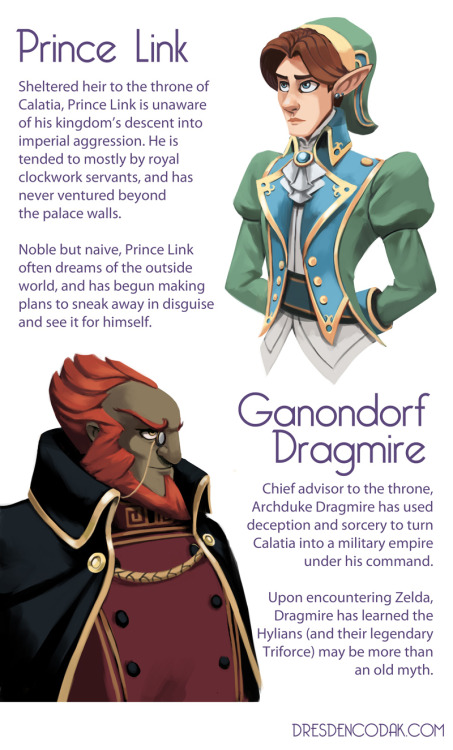 Prince Link
Sheltered heir to the throne of
Calatia, Prince Link is unaware
of his kingdom's descent into
imperial aggression. He is
tended to mostly by royal
clockwork servants, and has
never ventured beyond
the palace walls.
Noble but naive, Prince Link
often dreams of the outside
world, and has begun making
plans to sneak away in disguise
and see it for himself.
Ganondorf
Dragmire
Chief advisor to the throne,
Archduke Dragmire has used
deception and sorcery to turn
Calatia into a military empire
under his command.
Upon encountering Zelda,
Dragmire has learned the
Hylians (and their legendary
Triforce) may be more than
an old myth.
DRESDENCODAK.COM